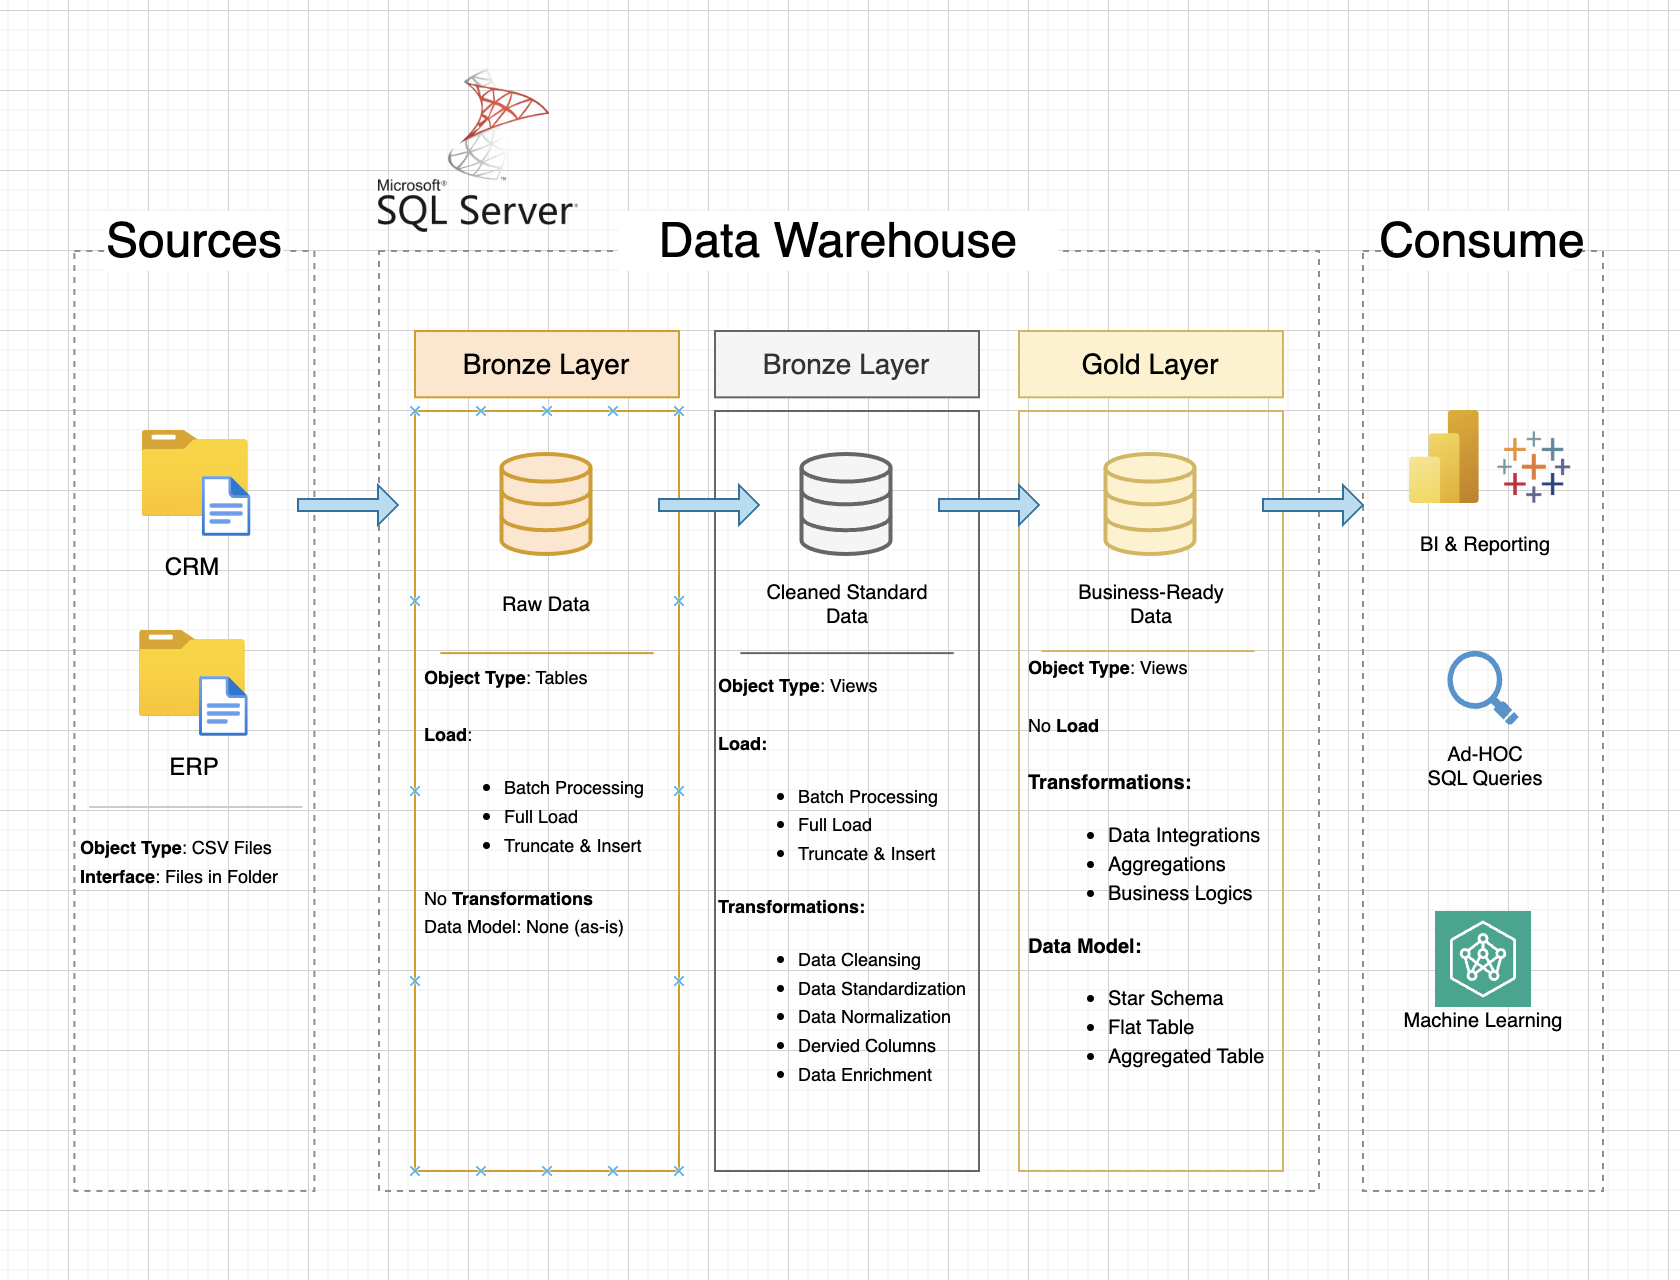 Microsoft®
SQL Server®
Sources
Data Warehouse
Consume
CRM
ERP
Object Type: CSV Files
Interface: Files in Folder
Bronze Layer
Raw Data
Object Type: Tables
Load:
• Batch Processing
• Full Load
• Truncate & Insert
No Transformations
Data Model: None (as-is)
Bronze Layer
Cleaned Standard
Data
Object Type: Views
Load:
• Batch Processing
• Full Load
• Truncate & Insert
Transformations:
• Data Cleansing
• Data Standardization
• Data Normalization
• Dervied Columns
• Data Enrichment
Gold Layer
Business-Ready
Data
Object Type: Views
No Load
Transformations:
• Data Integrations
• Aggregations
• Business Logics
Data Model:
• Star Schema
• Flat Table
• Aggregated Table
BI & Reporting
Ad-HOC
SQL Queries
Machine Learning